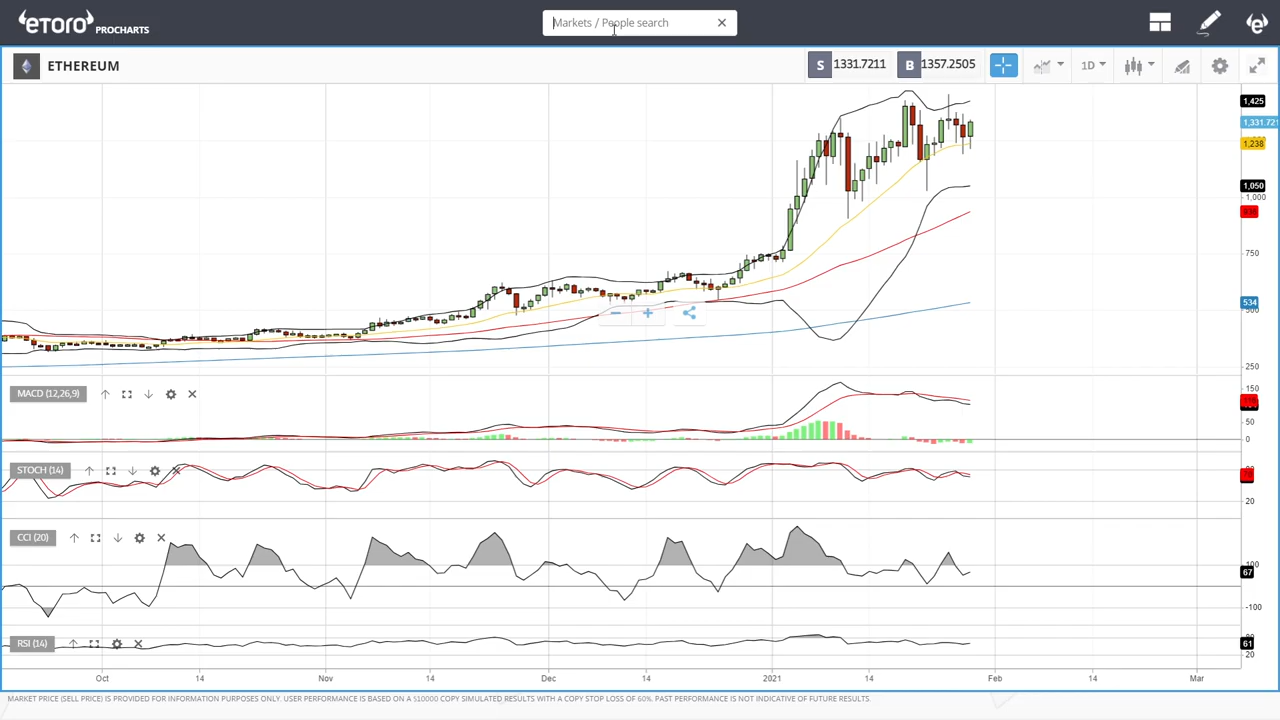 eToro PROCHARTS
Markets / People search
ETHEREUM
S 1331.7211 B 1357.2505 1D
1,425
1,331.721
1,238
1,050
1,000
750
534
500
250
MACD (12,26,9)
150
50
0
STOCH (14)
20
CCI (20)
100
67
-100
RSI (14)
61
20
Oct 14 Nov 14 Dec 14 2021 14 Feb 14 Mar
MARKET PRICE (SELL PRICE) IS PROVIDED FOR INFORMATION PURPOSES ONLY. USER PERFORMANCE IS BASED ON A $10000 COPY SIMULATED RESULTS WITH A COPY STOP LOSS OF 60%. PAST PERFORMANCE IS NOT INDICATIVE OF FUTURE RESULTS.